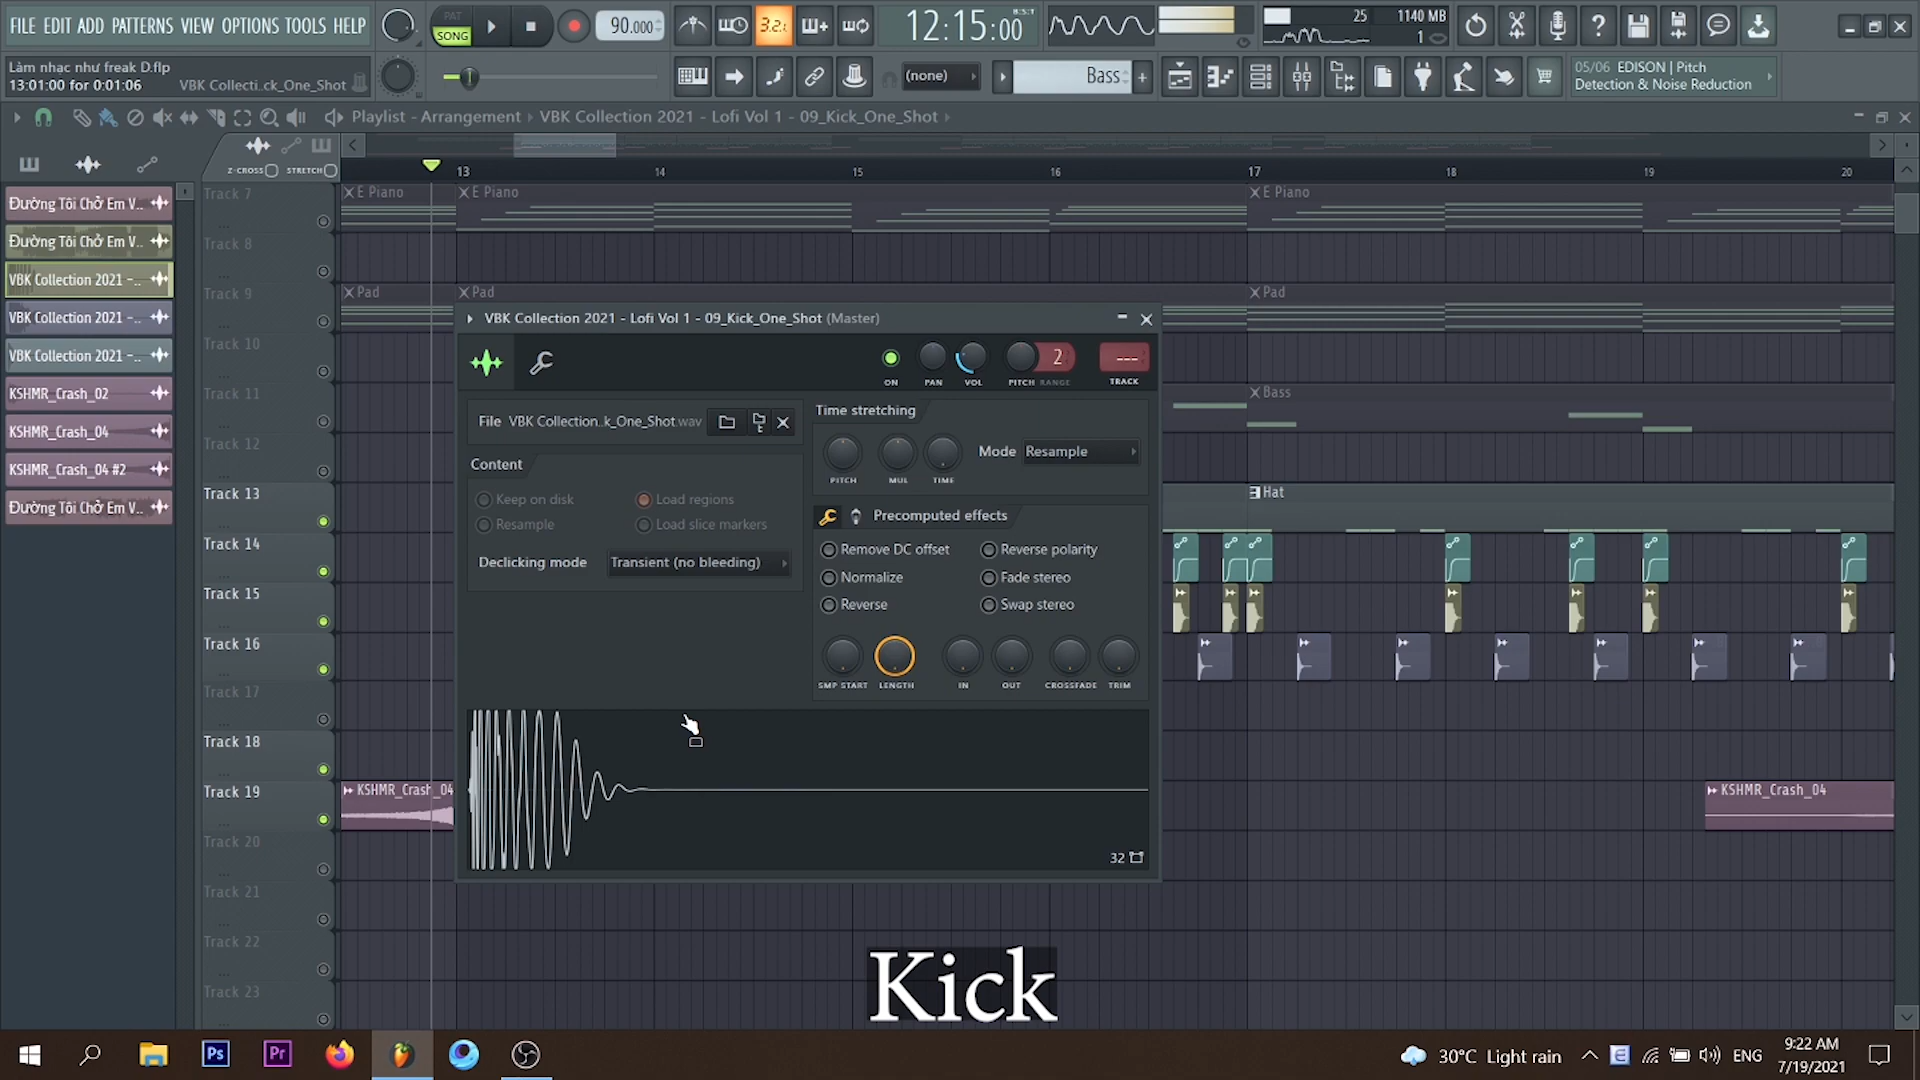 FILE EDIT ADD PATTERNS VIEW OPTIONS TOOLS HELP
PAT
SONG
90.000
3.2.
12:15:00
B:S:T
25
1140 MB
1
Làm nhạc như freak D.flp
13:01:00 for 0:01:06
VBK Collecti..ck_One_Shot
(none)
Bass
05/06 EDISON | Pitch
Detection & Noise Reduction
Playlist - Arrangement › VBK Collection 2021 - Lofi Vol 1 - 09_Kick_One_Shot
Z-CROSS
STRETCH
13
14
15
16
17
18
19
20
Đường Tôi Chở Em V..
Đường Tôi Chở Em V..
VBK Collection 2021 -..
VBK Collection 2021 -..
VBK Collection 2021 -..
KSHMR_Crash_02
KSHMR_Crash_04
KSHMR_Crash_04 #2
Đường Tôi Chở Em V..
Track 7
Track 8
Track 9
Track 10
Track 11
Track 12
Track 13
Track 14
Track 15
Track 16
Track 17
Track 18
Track 19
Track 20
Track 21
Track 22
Track 23
E Piano
E Piano
E Piano
Pad
Pad
Pad
Bass
Hat
KSHMR_Crash_04
KSHMR_Crash_04
VBK Collection 2021 - Lofi Vol 1 - 09_Kick_One_Shot (Master)
ON
PAN
VOL
PITCH
2
RANGE
---
TRACK
File VBK Collection..k_One_Shot.wav
Content
Keep on disk
Load regions
Resample
Load slice markers
Declicking mode
Transient (no bleeding)
Time stretching
PITCH
MUL
TIME
Mode
Resample
Precomputed effects
Remove DC offset
Reverse polarity
Normalize
Fade stereo
Reverse
Swap stereo
SMP START
LENGTH
IN
OUT
CROSSFADE
TRIM
32
Kick
Ps
Pr
30°C Light rain
ENG
9:22 AM
7/19/2021